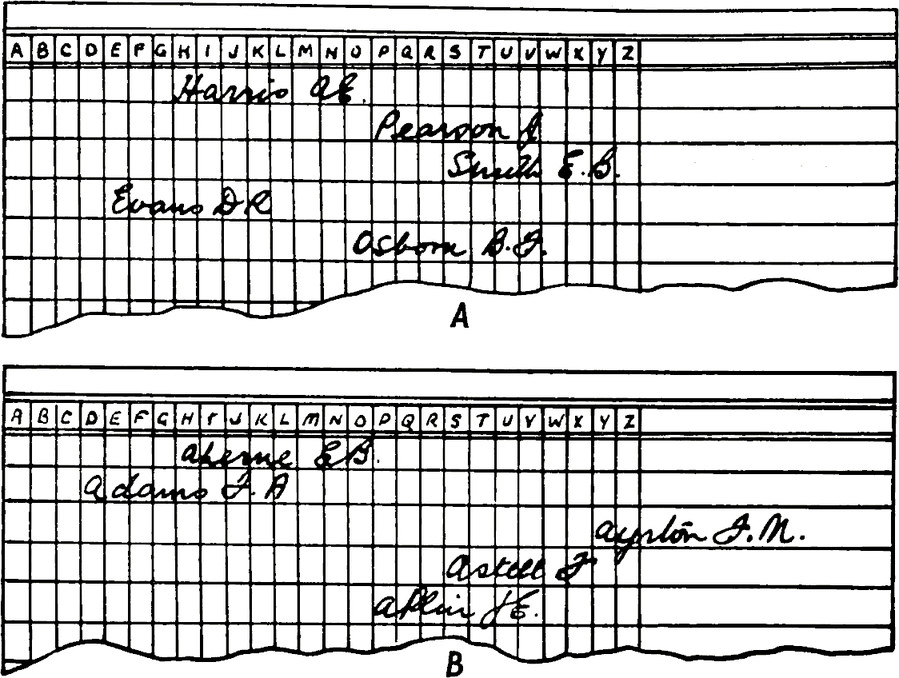 A B C D E F G H I J K L M N O P Q R S T U V W X Y Z
Harris A E.
Pearson J
Smith E. B.
Evans D R
Osborn B. F.
A
A B C D E F G H I J K L M N O P Q R S T U V W X Y Z
Aherne E B.
Adams F. A
Ayrton F. M.
Astell F
Aplin J E.
B